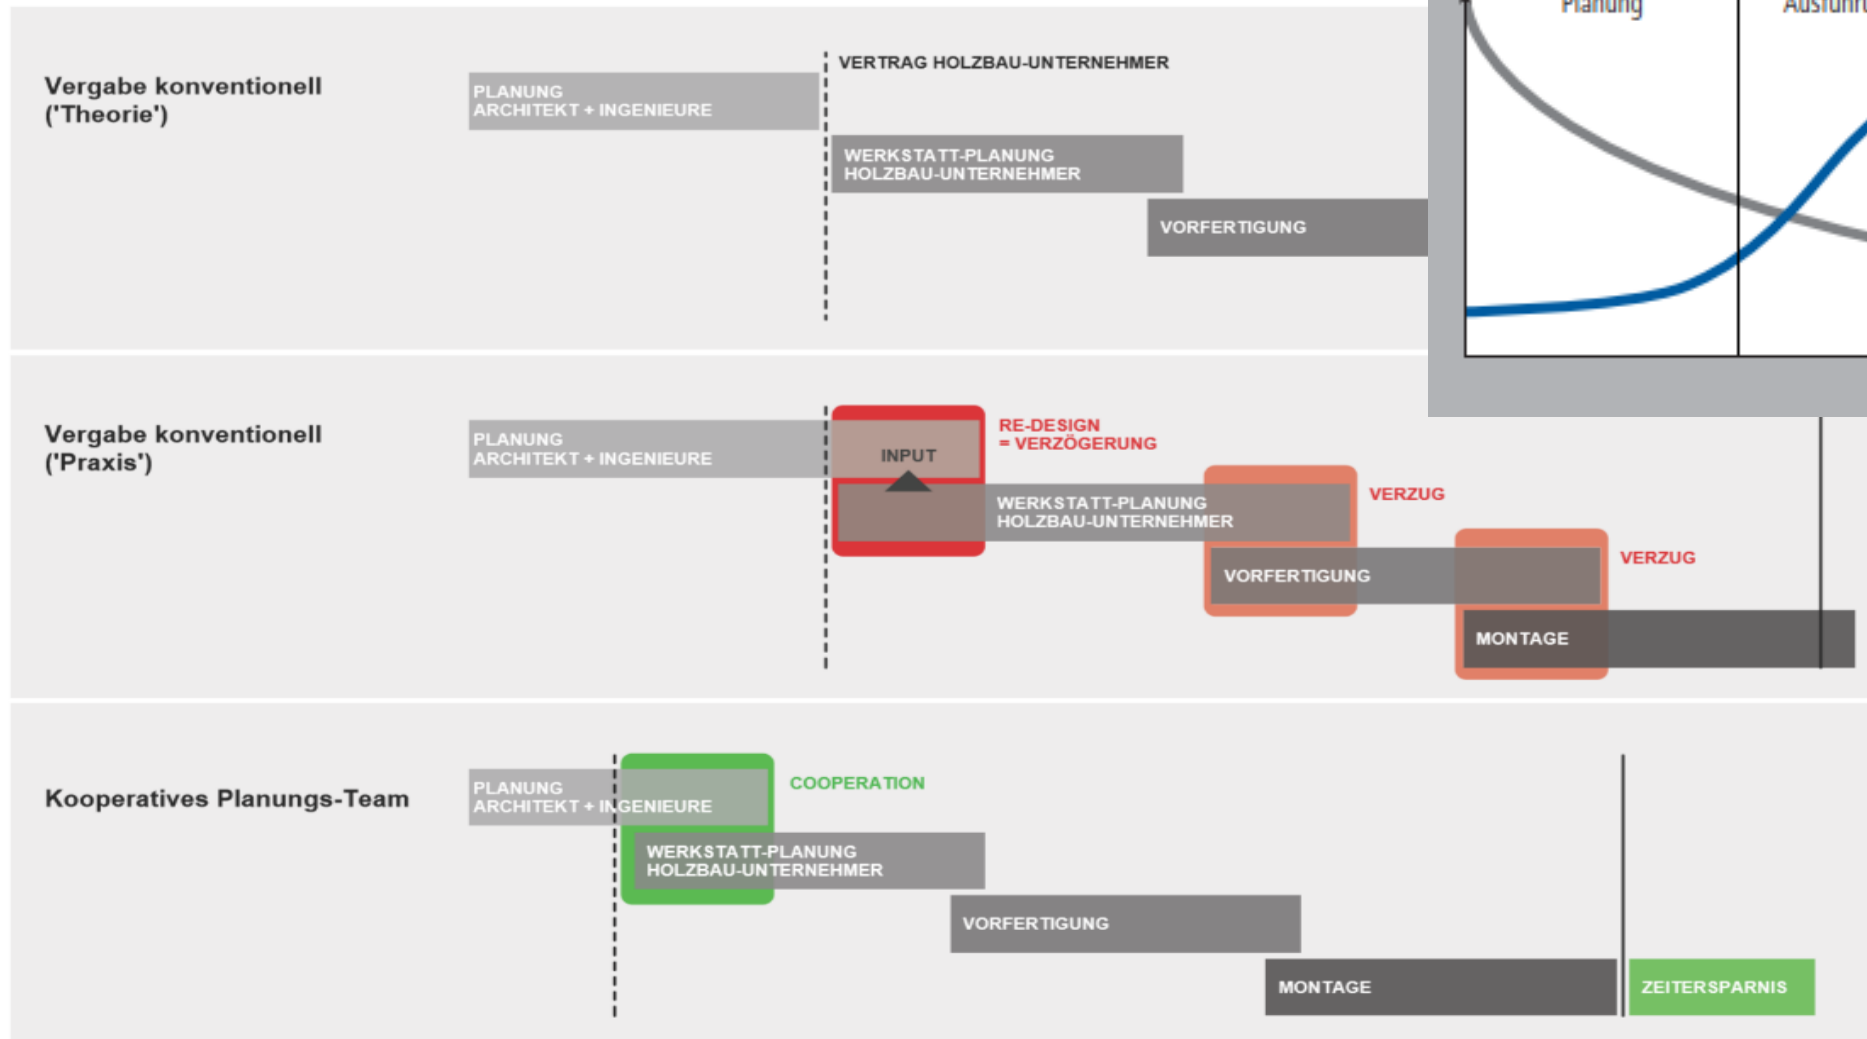 Planung
Vergabe konventionell
('Theorie')
PLANUNG
ARCHITEKT + INGENIEURE
VERTRAG HOLZBAU-UNTERNEHMER
WERKSTATT-PLANUNG
HOLZBAU-UNTERNEHMER
VORFERTIGUNG
Vergabe konventionell
('Praxis')
PLANUNG
ARCHITEKT + INGENIEURE
INPUT
RE-DESIGN
= VERZÖGERUNG
WERKSTATT-PLANUNG
HOLZBAU-UNTERNEHMER
VERZUG
VORFERTIGUNG
VERZUG
MONTAGE
Kooperatives Planungs-Team
PLANUNG
ARCHITEKT + INGENIEURE
COOPERATION
WERKSTATT-PLANUNG
HOLZBAU-UNTERNEHMER
VORFERTIGUNG
MONTAGE
ZEITERSPARNIS